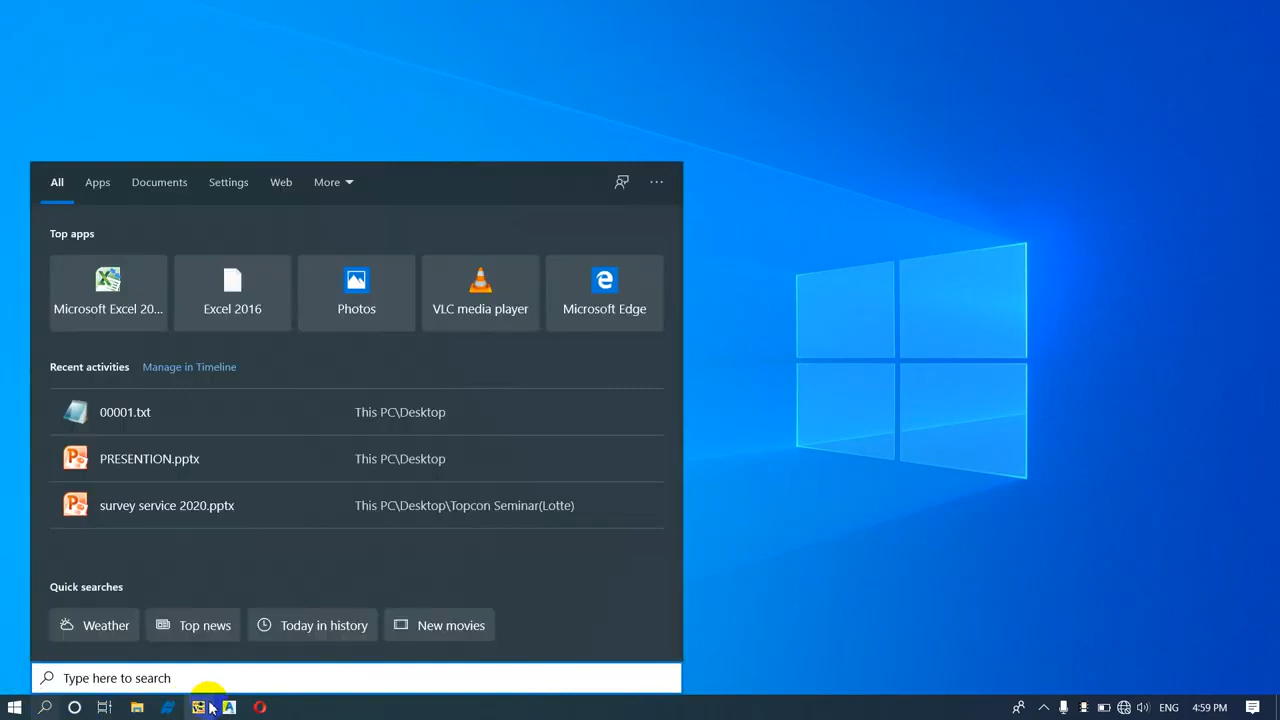 All Apps Documents Settings Web More
Top apps
Microsoft Excel 20... Excel 2016 Photos VLC media player Microsoft Edge
Recent activities Manage in Timeline
00001.txt This PC\Desktop
PRESENTION.pptx This PC\Desktop
survey service 2020.pptx This PC\Desktop\Topcon Seminar(Lotte)
Quick searches
Weather Top news Today in history New movies
Type here to search
ENG 4:59 PM